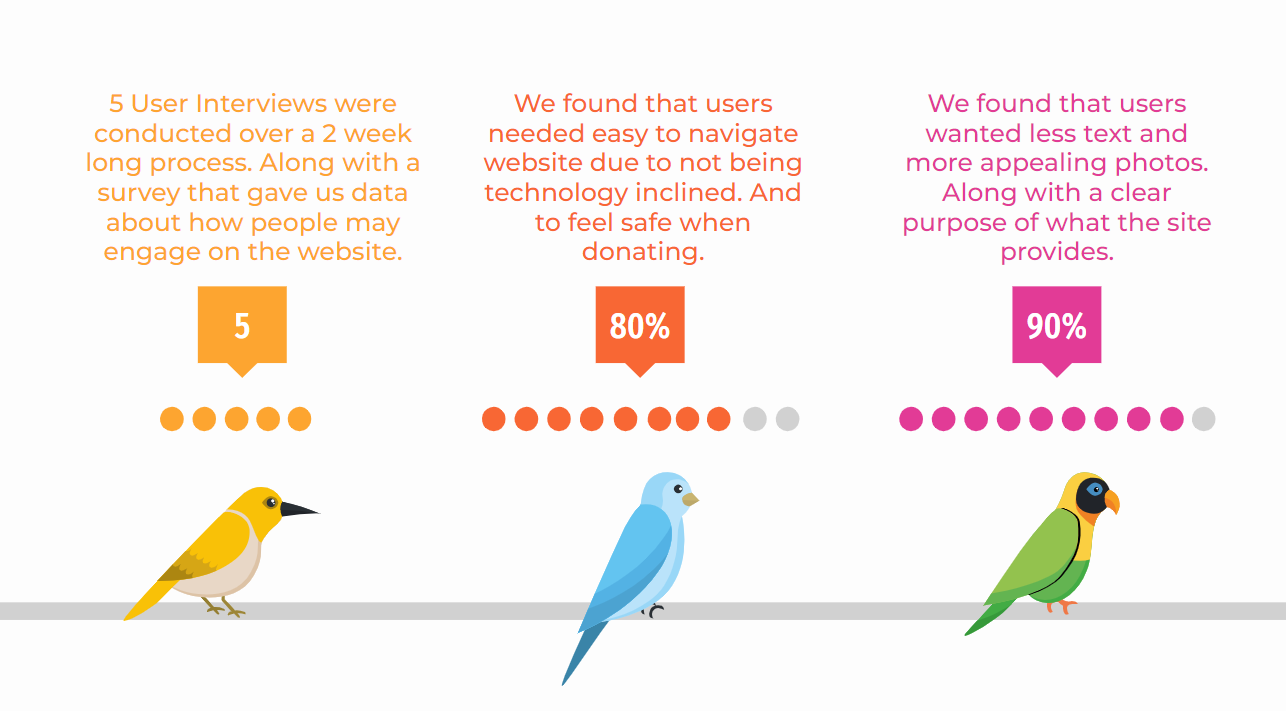 5 User Interviews were
conducted over a 2 week
long process. Along with a
survey that gave us data
about how people may
engage on the website.
5
We found that users
needed easy to navigate
website due to not being
technology inclined. And
to feel safe when
donating.
80%
We found that users
wanted less text and
more appealing photos.
Along with a clear
purpose of what the site
provides.
90%